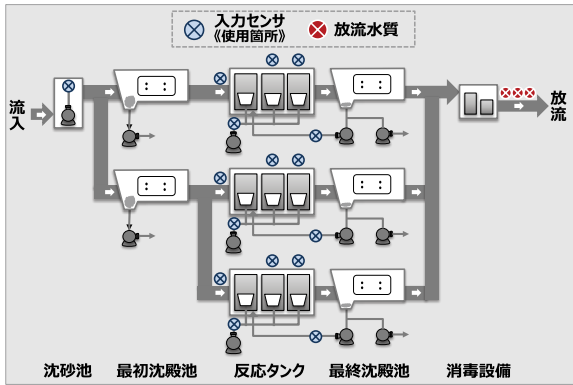 入力センサ
《使用箇所》
放流水質
流入
放流
沈砂池
最初沈殿池
反応タンク
最終沈殿池
消毒設備